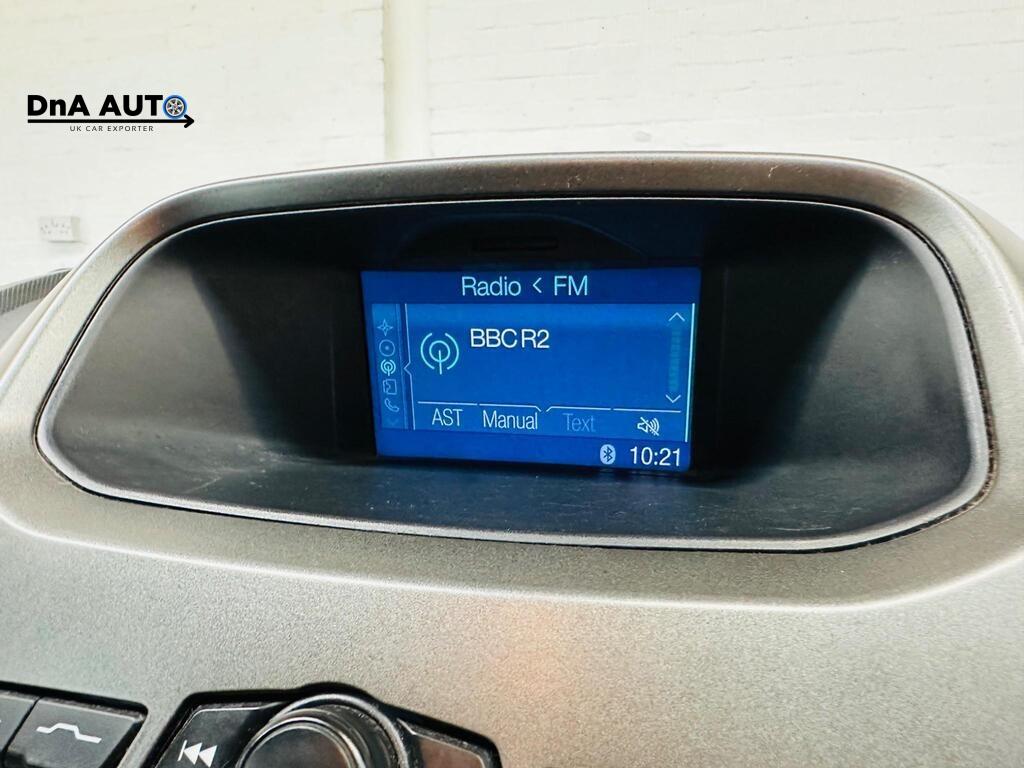 DnA AUTO
UK CAR EXPORTER
Radio < FM
BBC R2
AST Manual Text
10:21